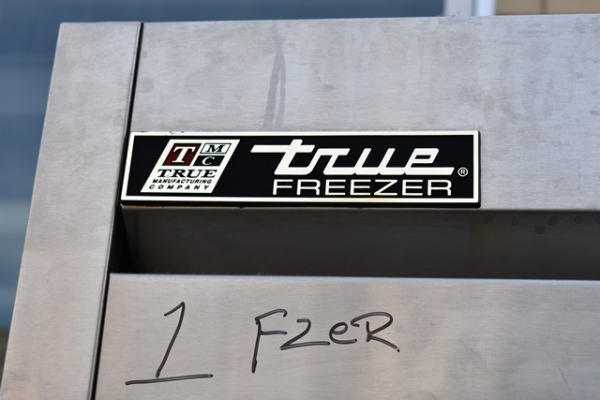 T M
C
TRUE
MANUFACTURING
COMPANY
true®
FREEZER
1 FZeR